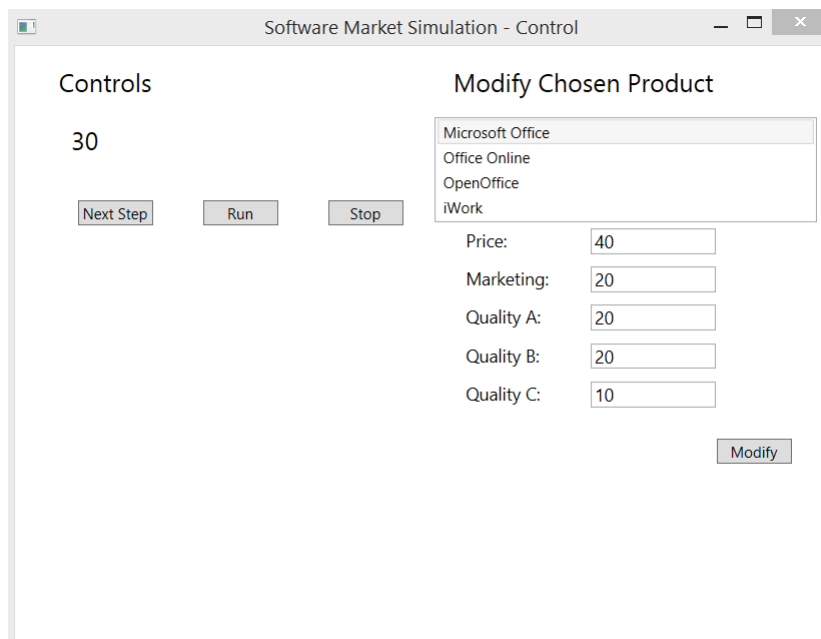 Software Market Simulation - Control
Controls
30
Next Step
Run
Stop
Modify Chosen Product
Microsoft Office
Office Online
OpenOffice
iWork
Price: 40
Marketing: 20
Quality A: 20
Quality B: 20
Quality C: 10
Modify